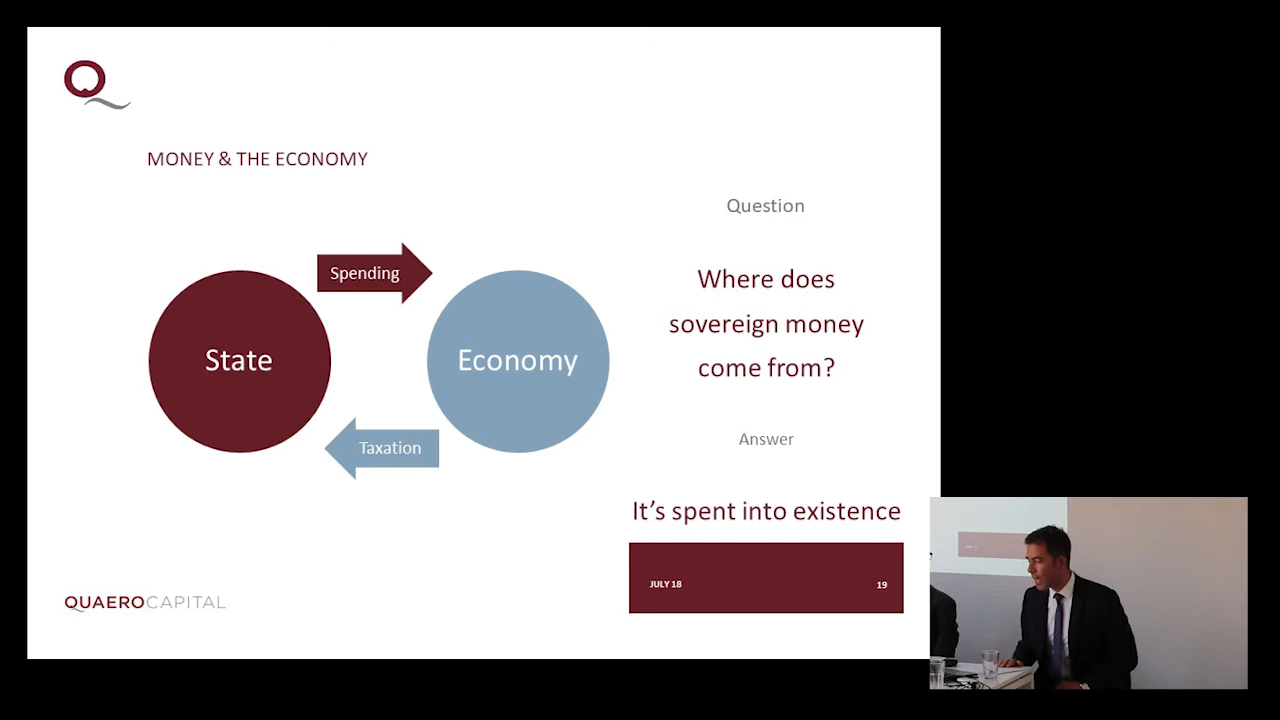 Q
MONEY & THE ECONOMY
Spending
State
Economy
Taxation
Question
Where does
sovereign money
come from?
Answer
It's spent into existence
JULY 18
19
QUAEROCAPITAL